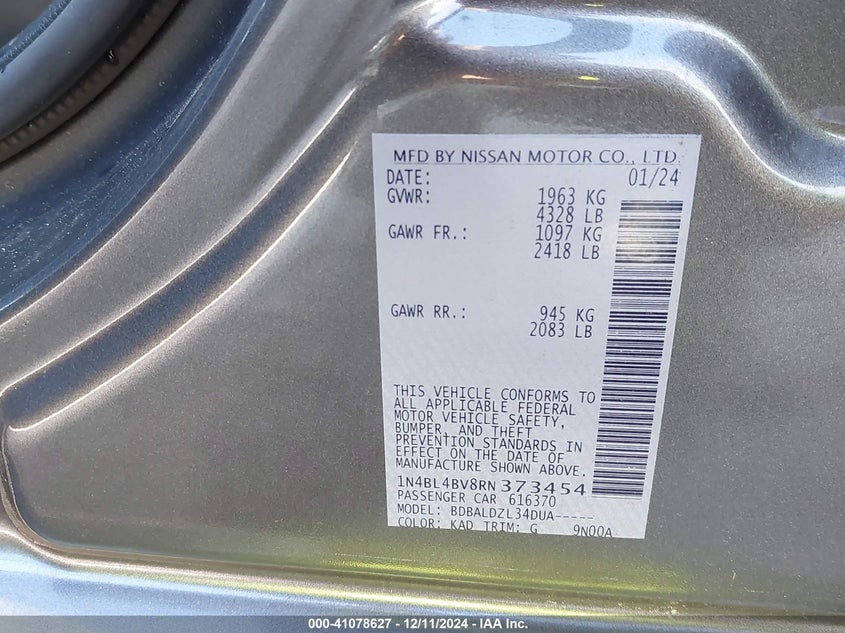 MFD BY NISSAN MOTOR CO., LTD.
DATE: 01/24
GVWR: 1963 KG
4328 LB
GAWR FR.: 1097 KG
2418 LB
GAWR RR.: 945 KG
2083 LB
THIS VEHICLE CONFORMS TO
ALL APPLICABLE FEDERAL
MOTOR VEHICLE SAFETY,
BUMPER, AND THEFT
PREVENTION STANDARDS IN
EFFECT ON THE DATE OF
MANUFACTURE SHOWN ABOVE.
1N4BL4BV8RN373454
PASSENGER CAR 616370
MODEL: BDBALDZL34DUA-----
COLOR: KAD TRIM: G 9N00A
000-41078627 - 12/11/2024 - IAA Inc.